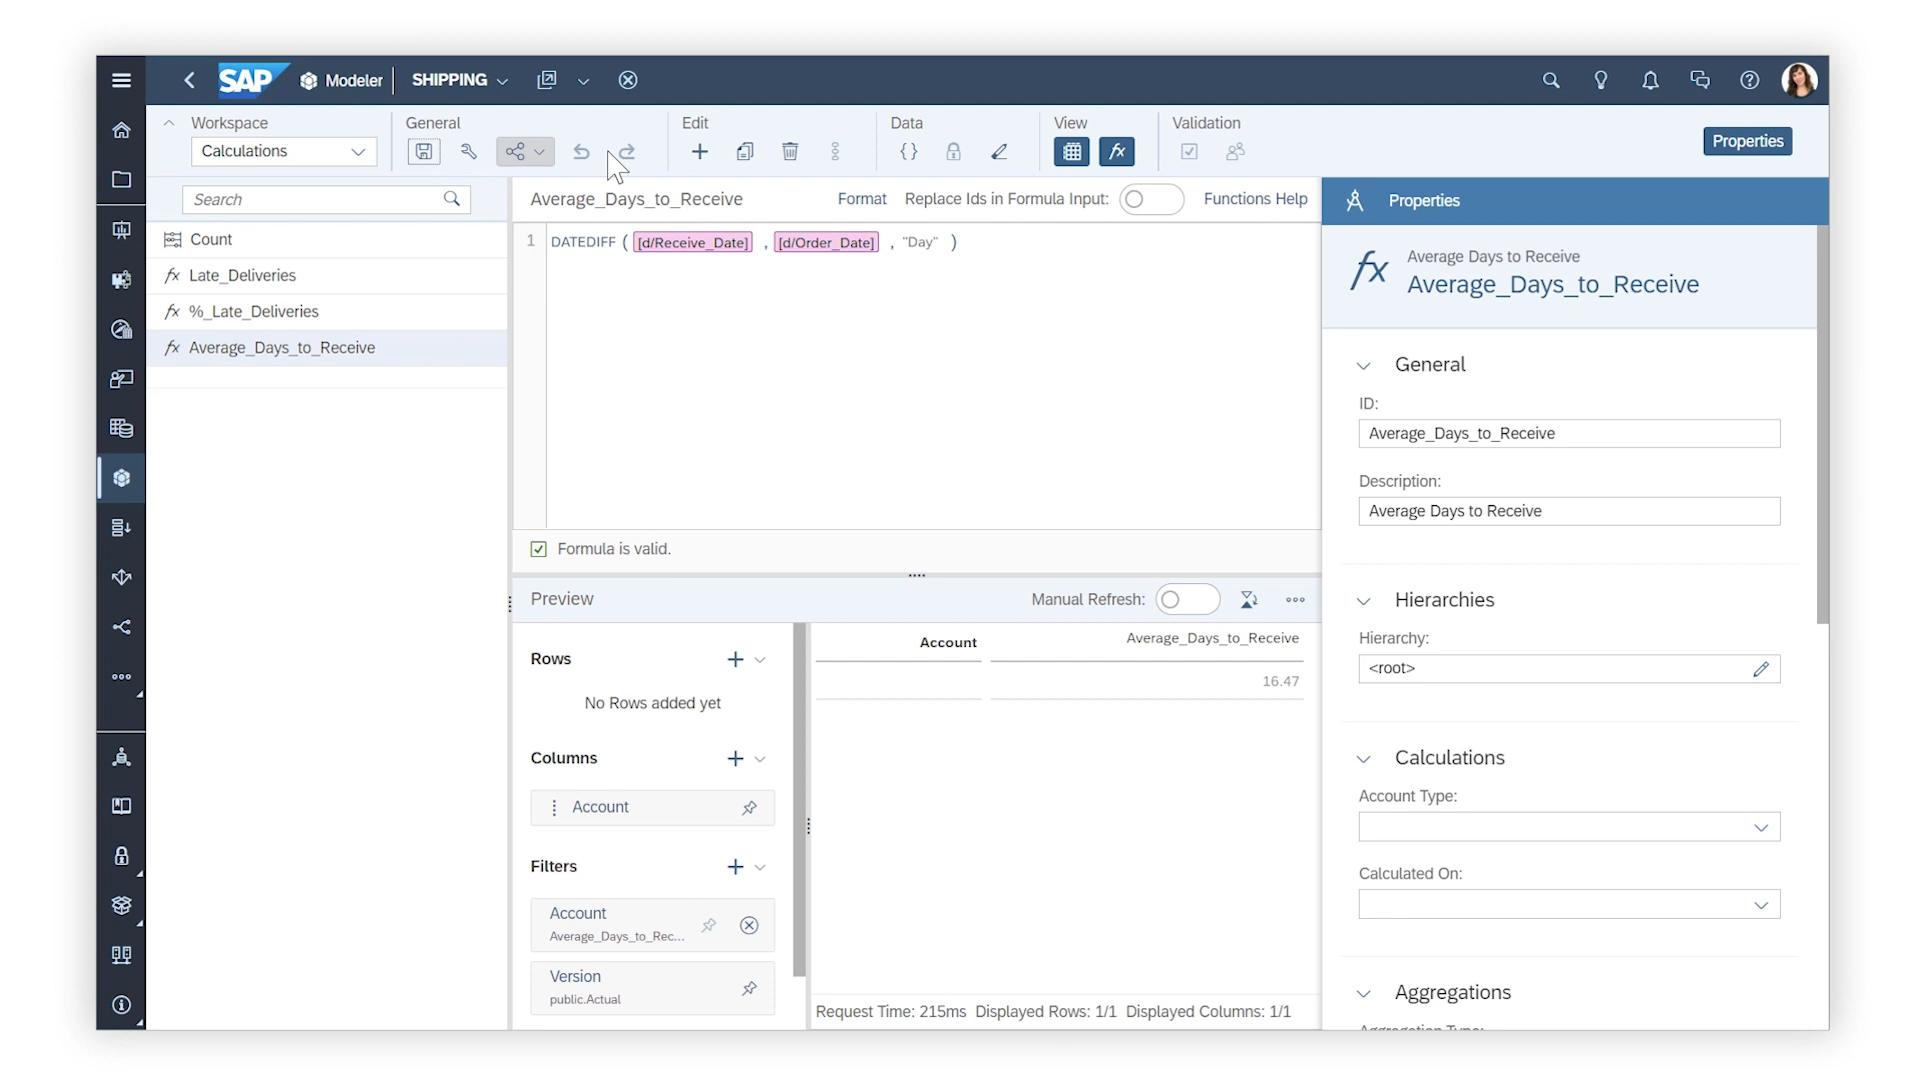 SAP Modeler SHIPPING
Workspace General Edit Data View Validation
Calculations
Properties
Search
Count
Late_Deliveries
%_Late_Deliveries
Average_Days_to_Receive
Average_Days_to_Receive Format Replace Ids in Formula Input: Functions Help
1 DATEDIFF ( [d/Receive_Date] , [d/Order_Date] , "Day" )
Formula is valid.
Preview Manual Refresh:
Rows
No Rows added yet
Columns
Account
Filters
Account
Average_Days_to_Rec...
Version
public.Actual
Account Average_Days_to_Receive
16.47
Request Time: 215ms Displayed Rows: 1/1 Displayed Columns: 1/1
Properties
Average Days to Receive
Average_Days_to_Receive
General
ID:
Average_Days_to_Receive
Description:
Average Days to Receive
Hierarchies
Hierarchy:
<root>
Calculations
Account Type:
Calculated On:
Aggregations
Aggregation Type: